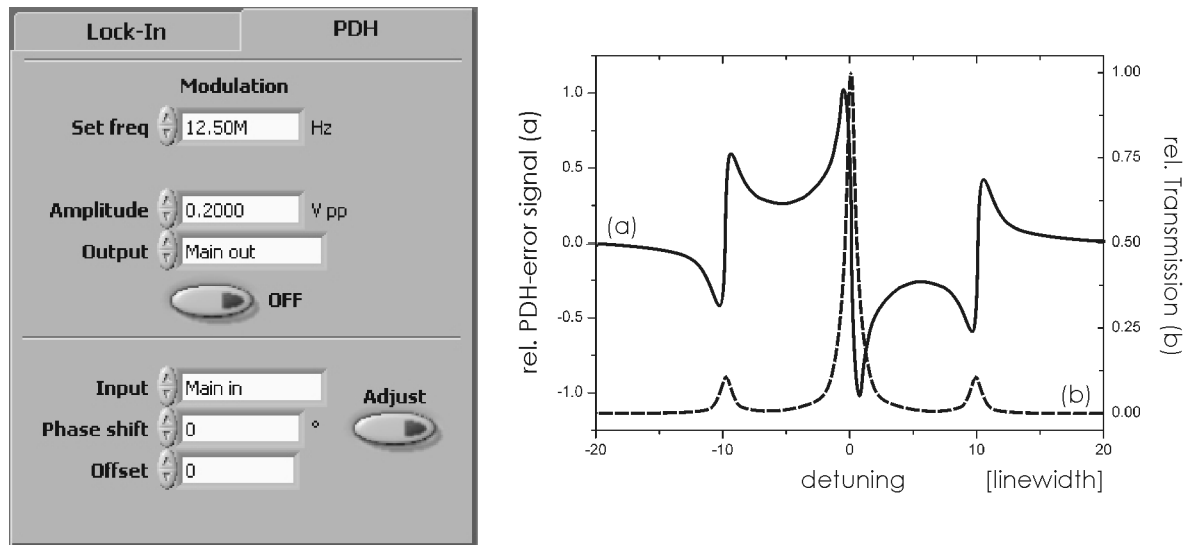 Lock-In
PDH
Modulation
Set freq 12.50M Hz
Amplitude 0.2000 V pp
Output Main out
OFF
Input Main in
Adjust
Phase shift 0 °
Offset 0
rel. PDH-error signal (a)
1.0
0.5
0.0
-0.5
-1.0
(a)
(b)
-20 -10 0 10 20
detuning [linewidth]
1.00
0.75
0.50
0.25
0.00
rel. Transmission (b)